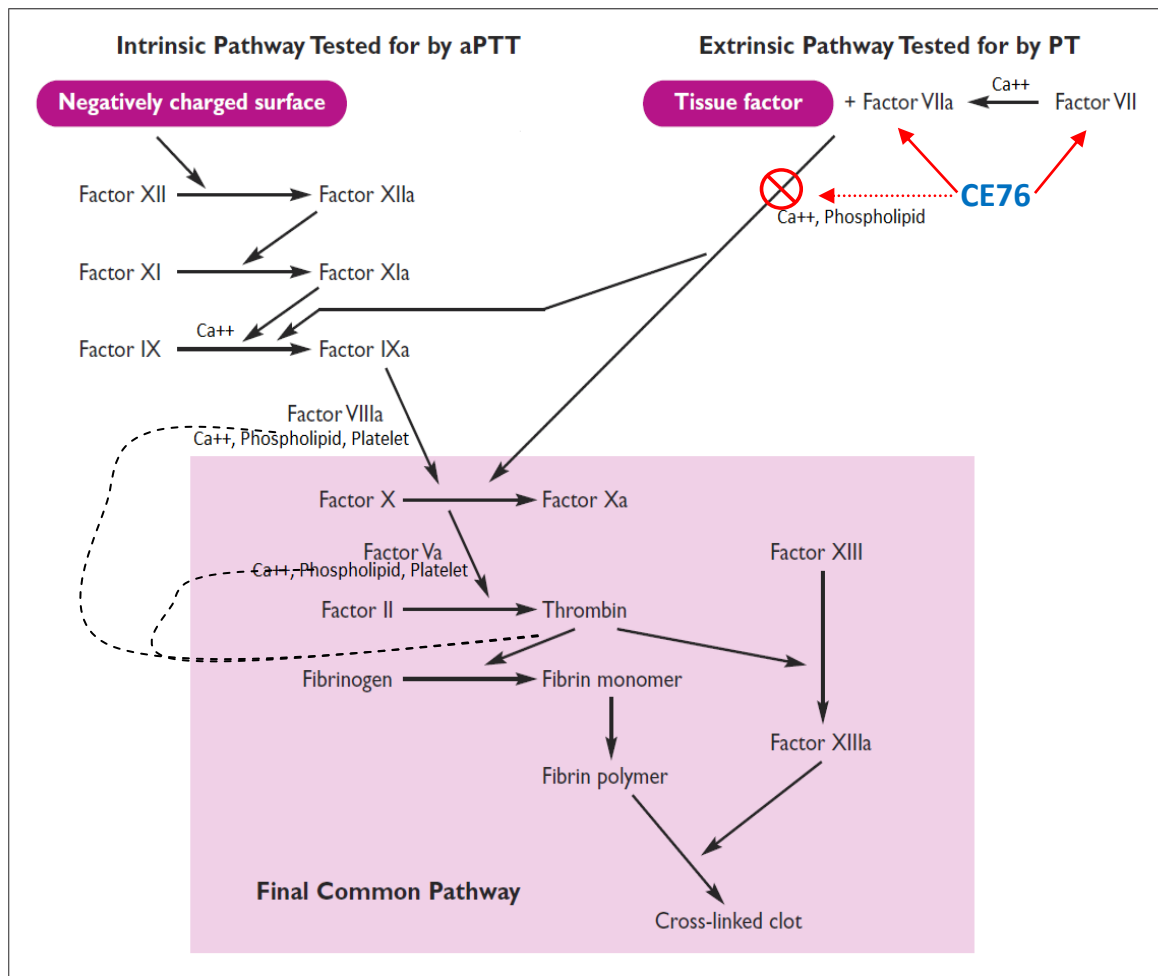 Intrinsic Pathway Tested for by aPTT
Extrinsic Pathway Tested for by PT
Negatively charged surface
Tissue factor
+ Factor VIIa
Ca++
Factor VII
Factor XII
Factor XIIa
CE76
Ca++, Phospholipid
Factor XI
Factor XIa
Ca++
Factor IX
Factor IXa
Factor VIIIa
Ca++, Phospholipid, Platelet
Factor X
Factor Xa
Factor Va
Ca++, Phospholipid, Platelet
Factor XIII
Factor II
Thrombin
Fibrinogen
Fibrin monomer
Factor XIIIa
Fibrin polymer
Final Common Pathway
Cross-linked clot